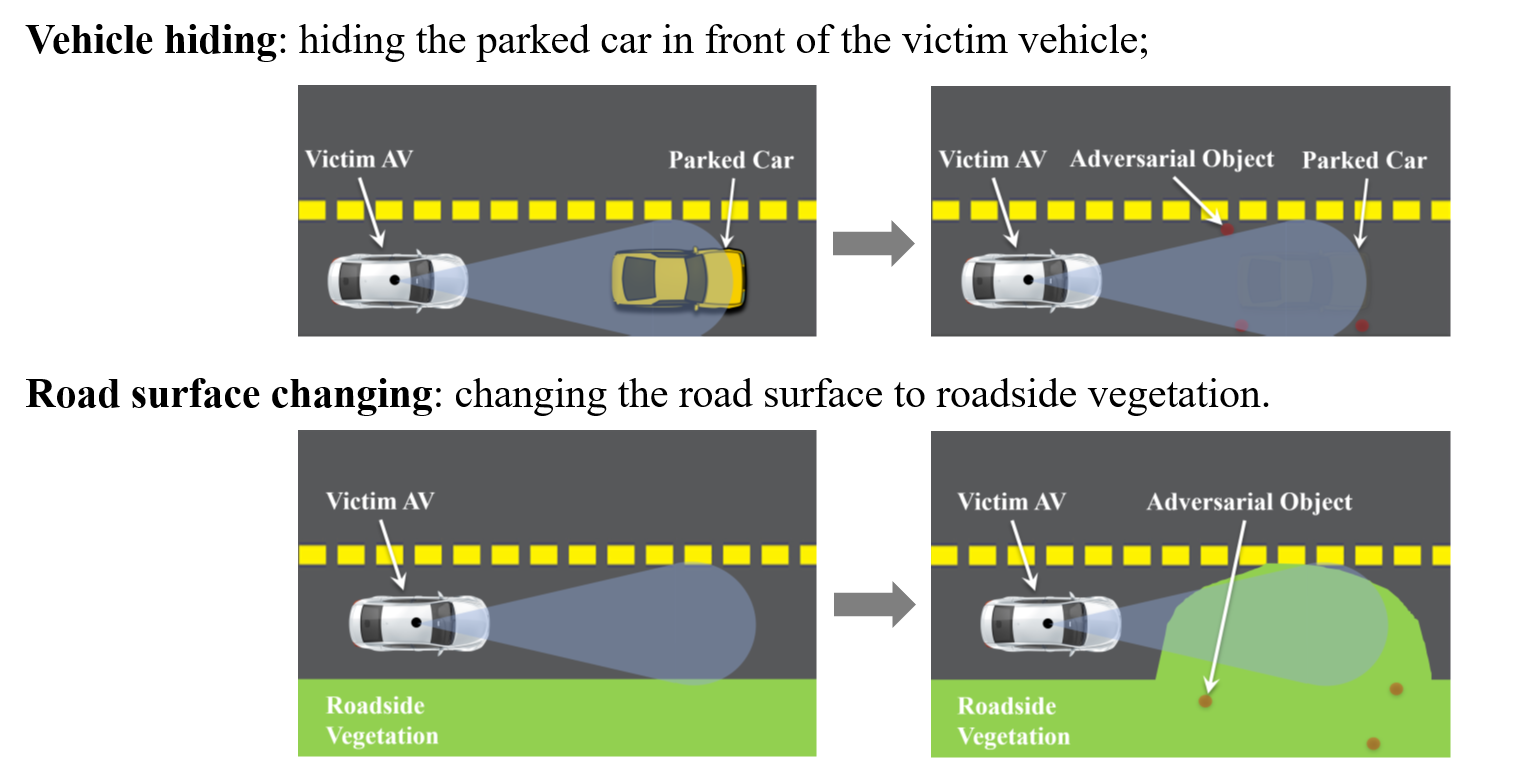 Vehicle hiding: hiding the parked car in front of the victim vehicle;
Victim AV
Parked Car
Victim AV
Adversarial Object
Parked Car
Road surface changing: changing the road surface to roadside vegetation.
Victim AV
Roadside
Vegetation
Victim AV
Adversarial Object
Roadside
Vegetation